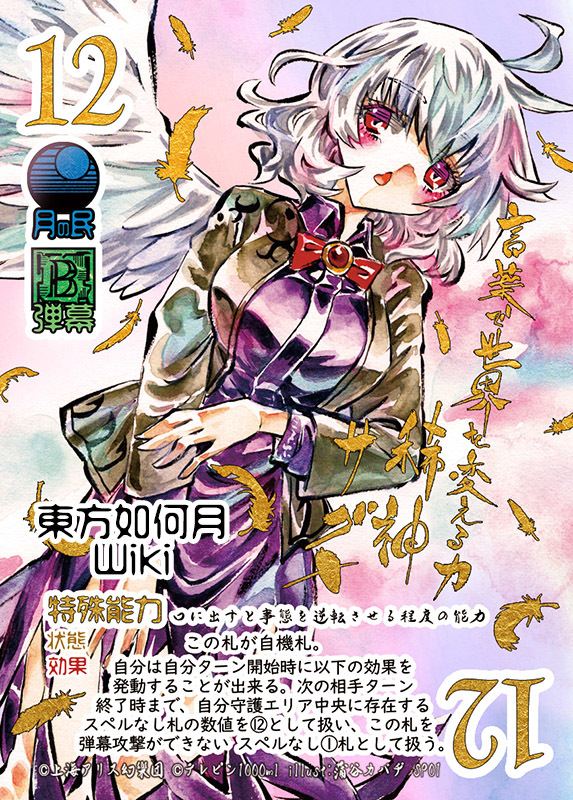 12
月の民
B
弾幕
言葉で世界を変える力
稀神サグメ
東方如何月
Wiki
特殊能力 口に出すと事態を逆転させる程度の能力
状態 この札が自機札。
効果 自分は自分ターン開始時に以下の効果を
発動することが出来る。次の相手ターン
終了時まで、自分守護エリア中央に存在する
スペルなし札の数値を⑫として扱い、この札を
弾幕攻撃ができないスペルなし①札として扱う。
12
©上海アリス幻樂団 ©テレビン1000ml illust:蒲谷カバヂ SP01